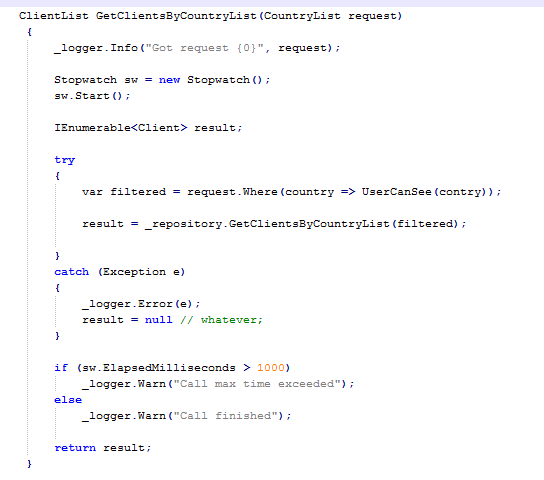 ClientList GetClientsByCountryList(CountryList request)
{
_logger.Info("Got request {0}", request);
Stopwatch sw = new Stopwatch();
sw.Start();
IEnumerable<Client> result;
try
{
var filtered = request.Where(country => UserCanSee(contry));
result = _repository.GetClientsByCountryList(filtered);
}
catch (Exception e)
{
_logger.Error(e);
result = null // whatever;
}
if (sw.ElapsedMilliseconds > 1000)
_logger.Warn("Call max time exceeded");
else
_logger.Warn("Call finished");
return result;
}